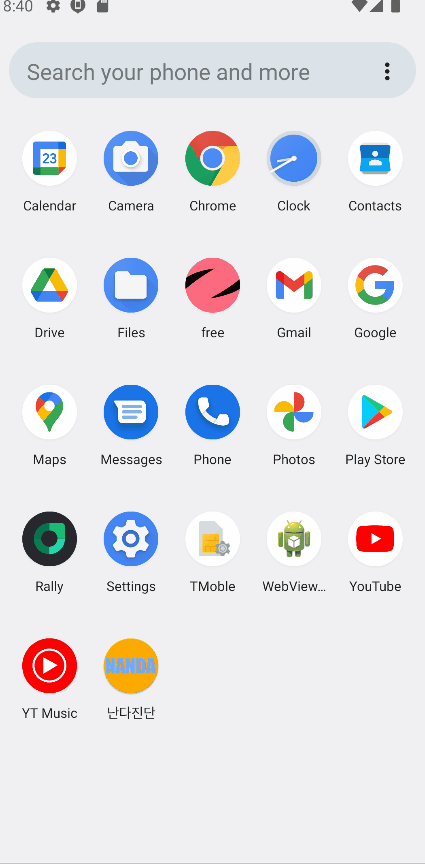 8:40
Search your phone and more
23
Calendar Camera Chrome Clock Contacts
Drive Files free Gmail Google
Maps Messages Phone Photos Play Store
Rally Settings TMoble WebView... YouTube
NANDA
YT Music 난다진단